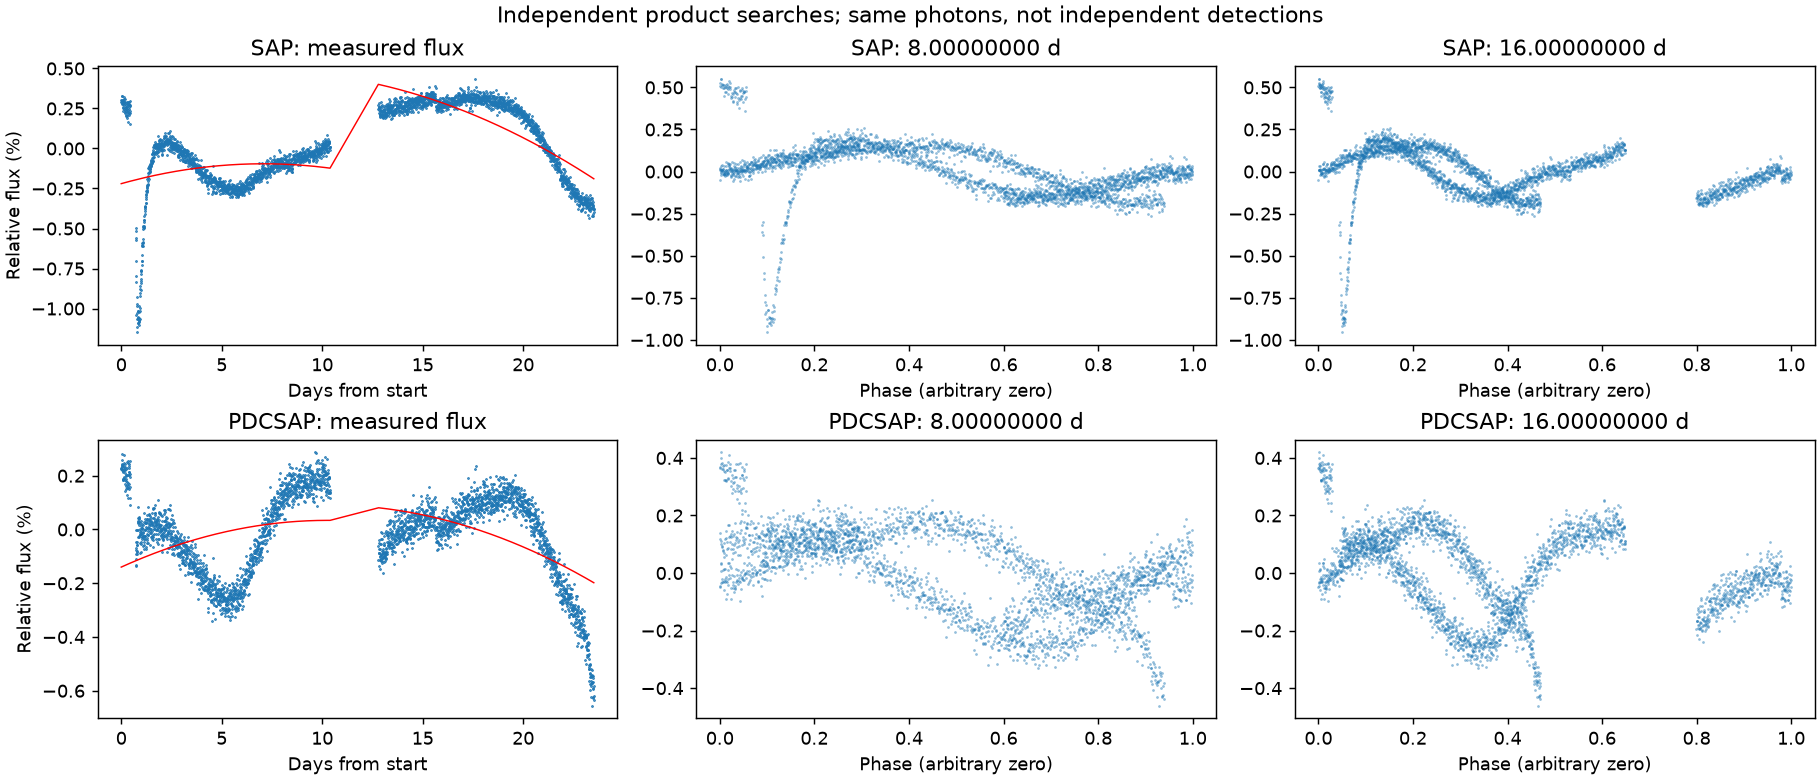 Independent product searches; same photons, not independent detections
SAP: measured flux
SAP: 8.00000000 d
SAP: 16.00000000 d
Relative flux (%)
0.50
0.25
0.00
−0.25
−0.50
−0.75
−1.00
0 5 10 15 20
Days from start
0.50
0.25
0.00
−0.25
−0.50
−0.75
−1.00
0.0 0.2 0.4 0.6 0.8 1.0
Phase (arbitrary zero)
0.50
0.25
0.00
−0.25
−0.50
−0.75
−1.00
0.0 0.2 0.4 0.6 0.8 1.0
Phase (arbitrary zero)
PDCSAP: measured flux
PDCSAP: 8.00000000 d
PDCSAP: 16.00000000 d
Relative flux (%)
0.2
0.0
−0.2
−0.4
−0.6
0 5 10 15 20
Days from start
0.4
0.2
0.0
−0.2
−0.4
0.0 0.2 0.4 0.6 0.8 1.0
Phase (arbitrary zero)
0.4
0.2
0.0
−0.2
−0.4
0.0 0.2 0.4 0.6 0.8 1.0
Phase (arbitrary zero)